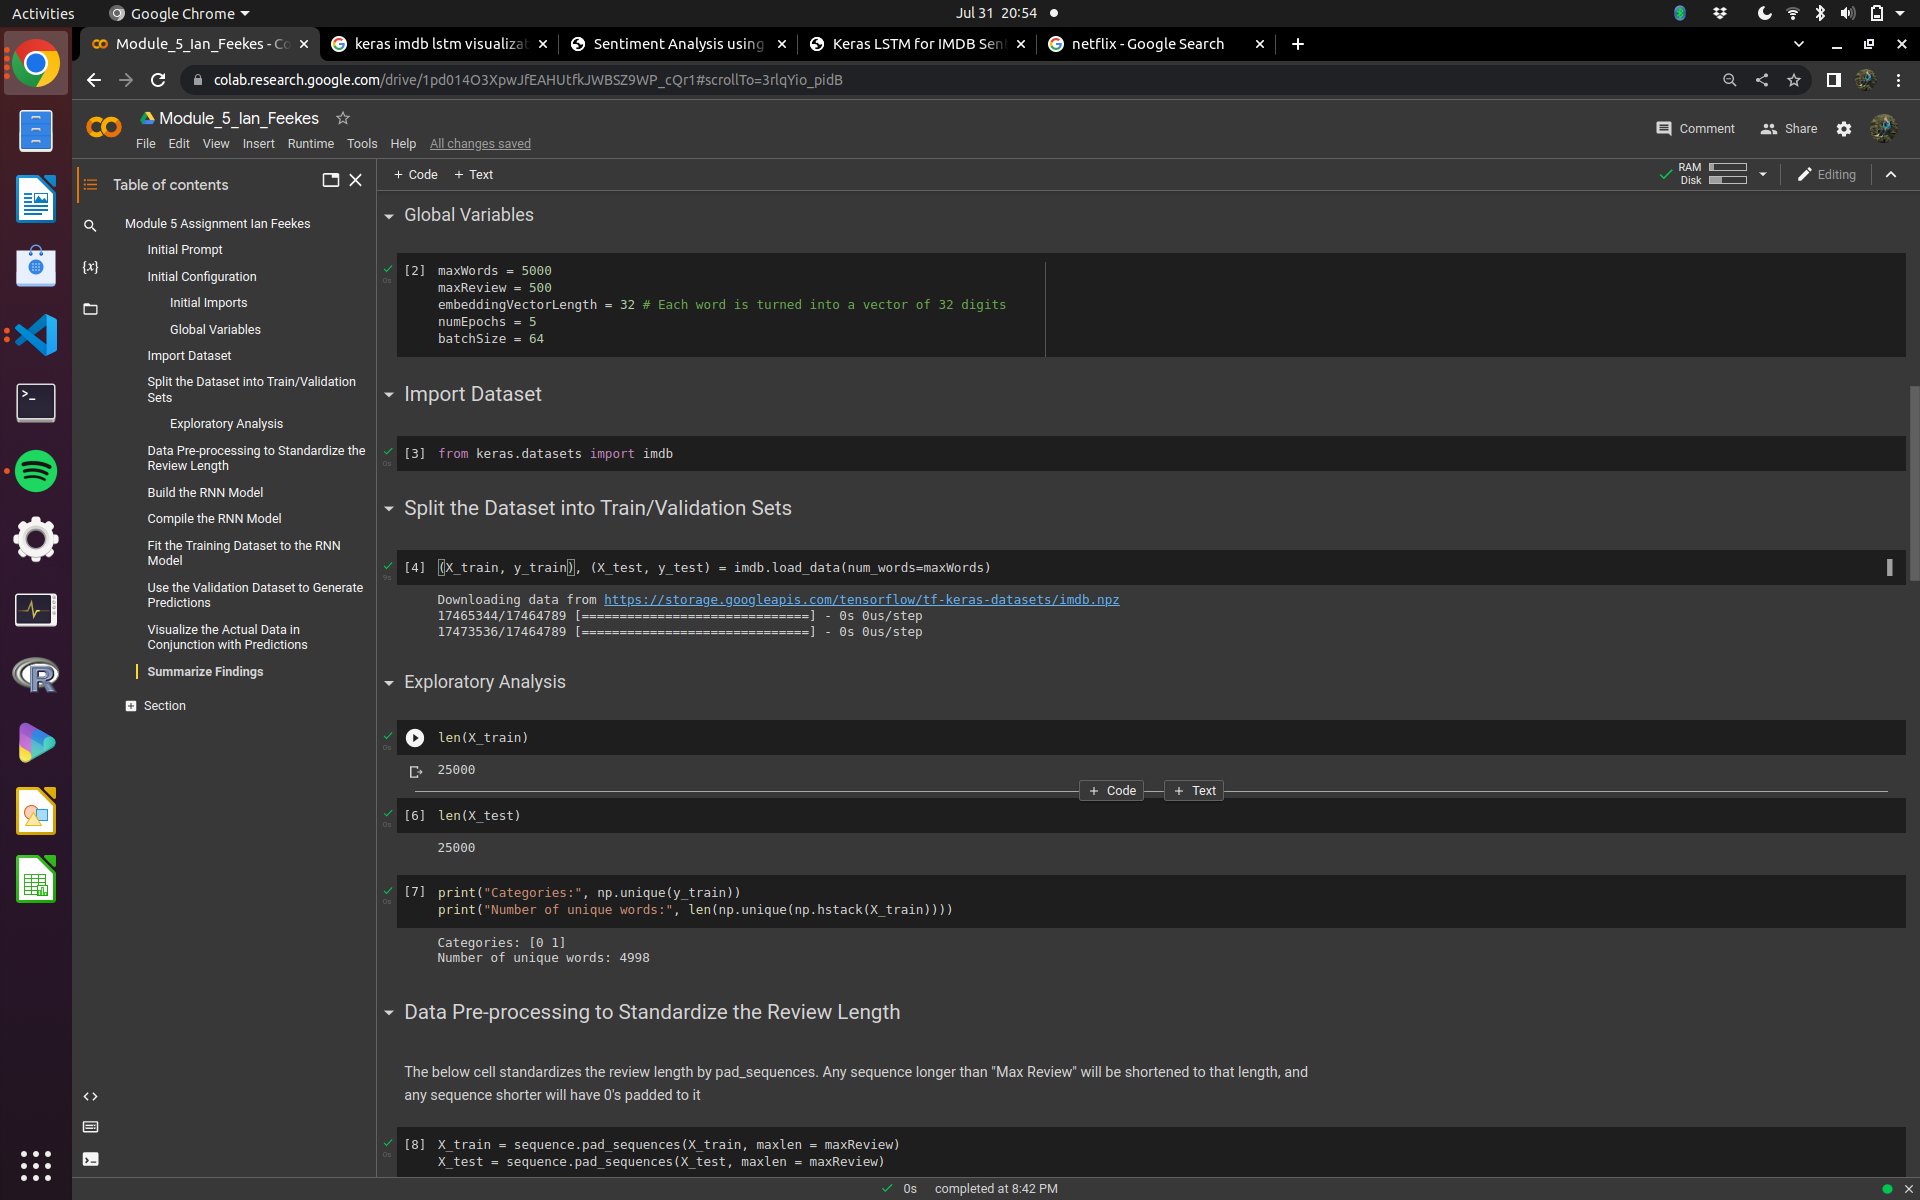 Activities
Google Chrome
Jul 31 20:54
Module_5_Ian_Feekes - Co
keras imdb lstm visualizat
Sentiment Analysis using
Keras LSTM for IMDB Sen
netflix - Google Search
colab.research.google.com/drive/1pd014O3XpwJfEAHUtfkJWBSZ9WP_cQr1#scrollTo=3rlqYio_pidB
Module_5_Ian_Feekes
File Edit View Insert Runtime Tools Help All changes saved
Comment
Share
Table of contents
+ Code + Text
RAM
Disk
Editing
Module 5 Assignment Ian Feekes
Initial Prompt
Initial Configuration
Initial Imports
Global Variables
Import Dataset
Split the Dataset into Train/Validation
Sets
Exploratory Analysis
Data Pre-processing to Standardize the
Review Length
Build the RNN Model
Compile the RNN Model
Fit the Training Dataset to the RNN
Model
Use the Validation Dataset to Generate
Predictions
Visualize the Actual Data in
Conjunction with Predictions
Summarize Findings
Section
Global Variables
[2] maxWords = 5000
maxReview = 500
embeddingVectorLength = 32 # Each word is turned into a vector of 32 digits
numEpochs = 5
batchSize = 64
0s
Import Dataset
[3] from keras.datasets import imdb
0s
Split the Dataset into Train/Validation Sets
[4] (X_train, y_train), (X_test, y_test) = imdb.load_data(num_words=maxWords)
9s
Downloading data from https://storage.googleapis.com/tensorflow/tf-keras-datasets/imdb.npz
17465344/17464789 [==============================] - 0s 0us/step
17473536/17464789 [==============================] - 0s 0us/step
Exploratory Analysis
len(X_train)
0s
25000
+ Code + Text
[6] len(X_test)
0s
25000
[7] print("Categories:", np.unique(y_train))
print("Number of unique words:", len(np.unique(np.hstack(X_train))))
0s
Categories: [0 1]
Number of unique words: 4998
Data Pre-processing to Standardize the Review Length
The below cell standardizes the review length by pad_sequences. Any sequence longer than "Max Review" will be shortened to that length, and
any sequence shorter will have 0's padded to it
[8] X_train = sequence.pad_sequences(X_train, maxlen = maxReview)
X_test = sequence.pad_sequences(X_test, maxlen = maxReview)
0s
0s completed at 8:42 PM